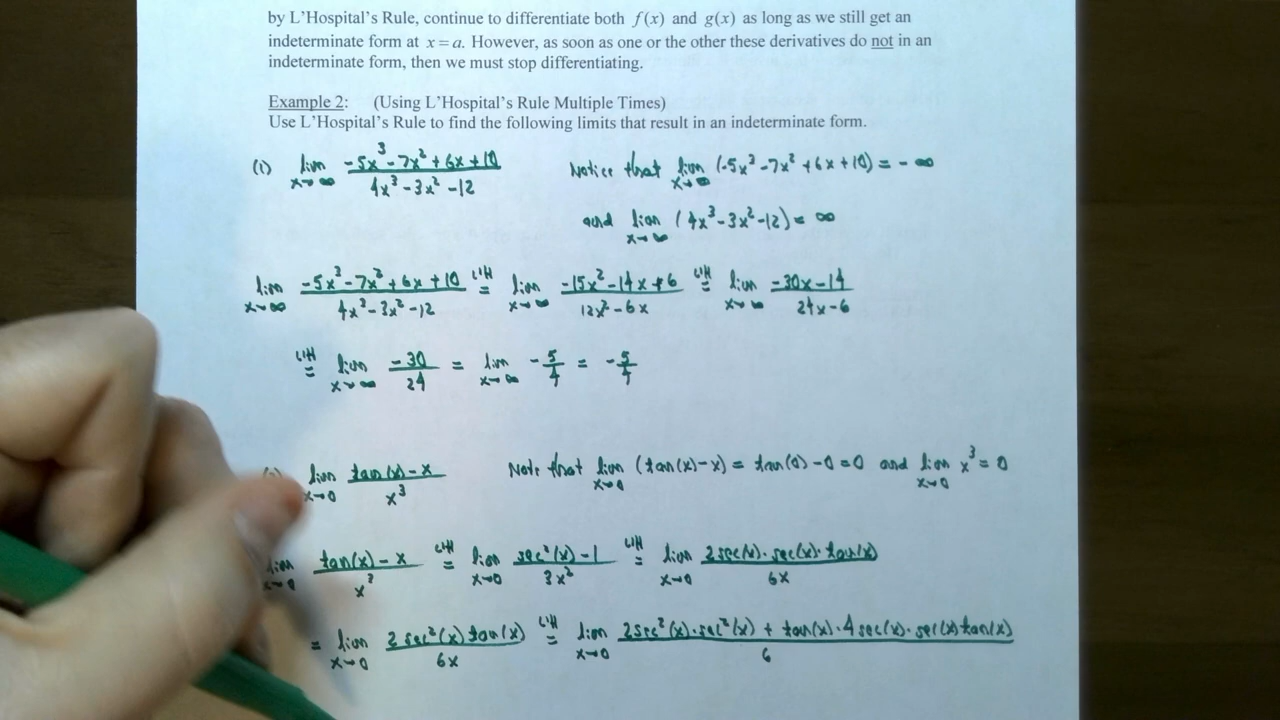 by L'Hospital's Rule, continue to differentiate both f(x) and g(x) as long as we still get an
indeterminate form at x = a. However, as soon as one or the other these derivatives do not in an
indeterminate form, then we must stop differentiating.
Example 2: (Using L'Hospital's Rule Multiple Times)
Use L'Hospital's Rule to find the following limits that result in an indeterminate form.
(1) lim x→∞ (-5x³-7x²+6x+10)/(4x³-3x²-12) Notice that lim x→∞ (-5x³-7x²+6x+10) = -∞
and lim x→∞ (4x³-3x²-12) = ∞
lim x→∞ (-5x³-7x²+6x+10)/(4x³-3x²-12) L'H = lim x→∞ (-15x²-14x+6)/(12x²-6x) L'H = lim x→∞ (-30x-14)/(24x-6)
L'H = lim x→∞ -30/24 = lim x→∞ -5/4 = -5/4
lim x→0 (tan(x)-x)/x³ Note that lim x→0 (tan(x)-x) = tan(0)-0=0 and lim x→0 x³=0
lim x→0 (tan(x)-x)/x³ L'H = lim x→0 (sec²(x)-1)/3x² L'H = lim x→0 (2sec(x)·sec(x)·tan(x))/6x
= lim x→0 (2sec²(x)tan(x))/6x L'H = lim x→0 (2sec²(x)·sec²(x) + tan(x)·4sec(x)·sec(x)tan(x))/6